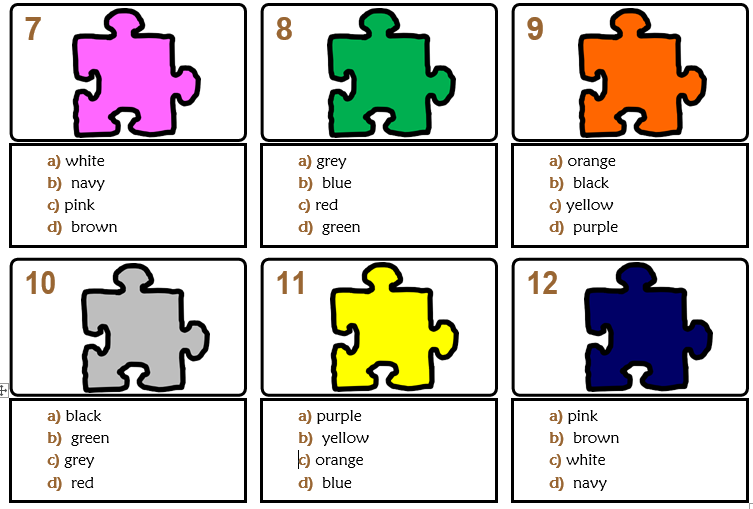 7
8
9
a) white
b) navy
c) pink
d) brown
a) grey
b) blue
c) red
d) green
a) orange
b) black
c) yellow
d) purple
10
11
12
a) black
b) green
c) grey
d) red
a) purple
b) yellow
c) orange
d) blue
a) pink
b) brown
c) white
d) navy